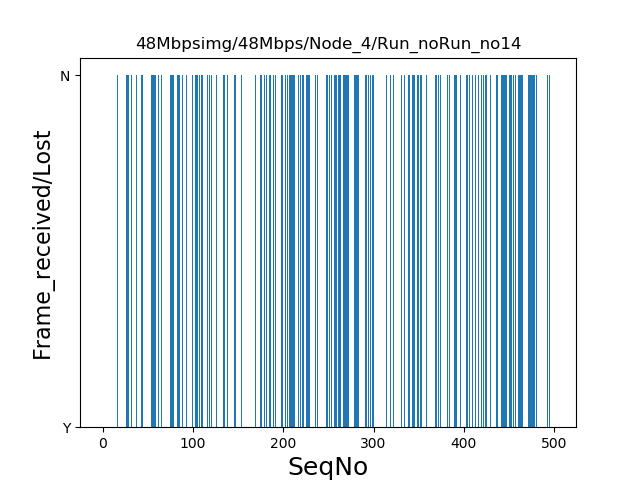 48Mbpsimg/48Mbps/Node_4/Run_noRun_no14
N
Frame_received/Lost
Y
0 100 200 300 400 500
SeqNo